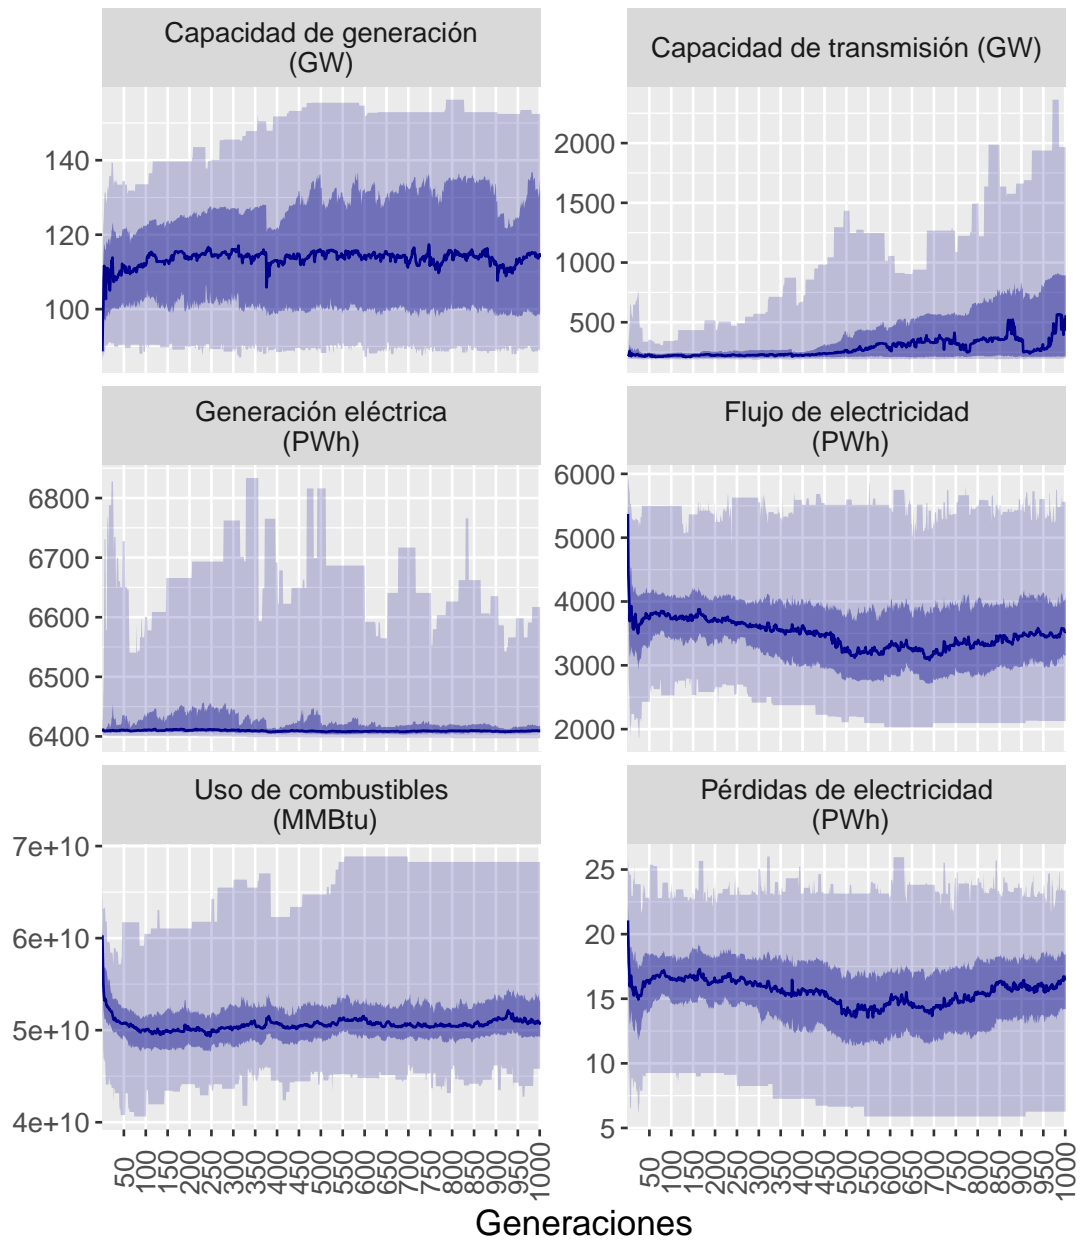 Capacidad de generación
(GW)
Capacidad de transmisión (GW)
140
120
100
2000
1500
1000
500
Generación eléctrica
(PWh)
Flujo de electricidad
(PWh)
6800
6700
6600
6500
6400
6000
5000
4000
3000
2000
Uso de combustibles
(MMBtu)
Pérdidas de electricidad
(PWh)
7e+10
6e+10
5e+10
4e+10
25
20
15
10
5
50 100 150 200 250 300 350 400 450 500 550 600 650 700 750 800 850 900 950 1000
50 100 150 200 250 300 350 400 450 500 550 600 650 700 750 800 850 900 950 1000
Generaciones